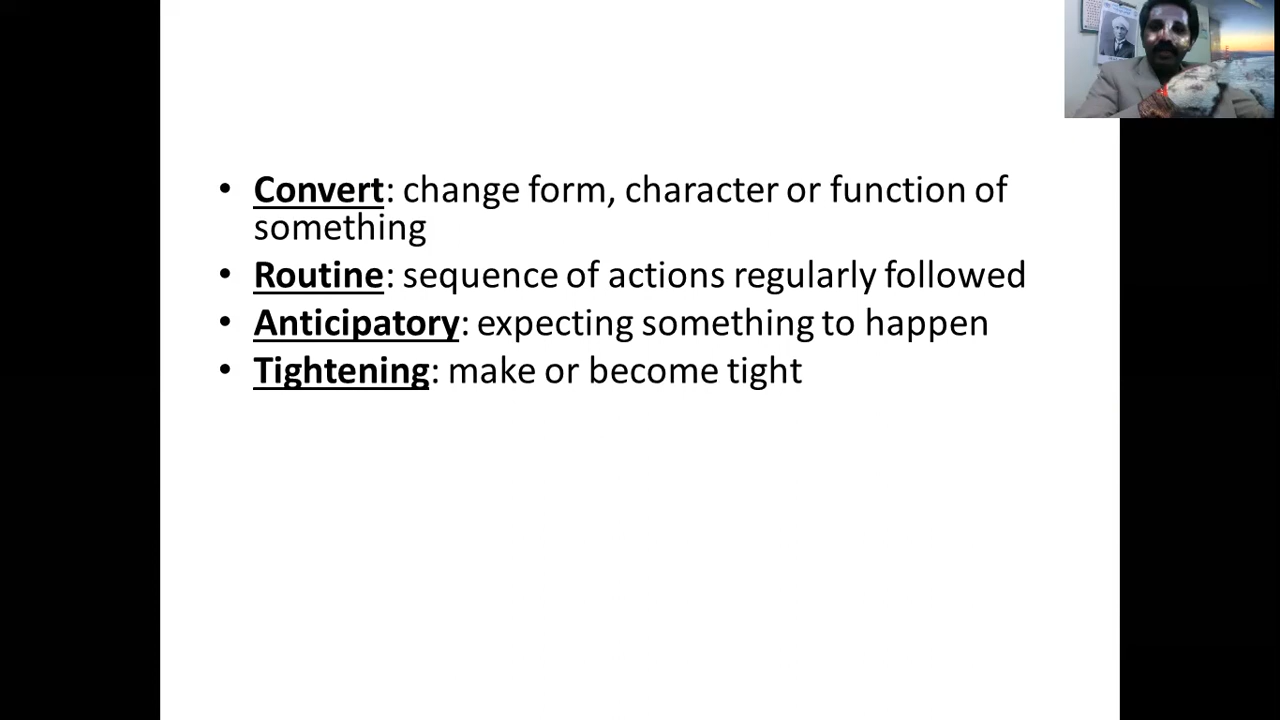 • Convert: change form, character or function of
something
• Routine: sequence of actions regularly followed
• Anticipatory: expecting something to happen
• Tightening: make or become tight